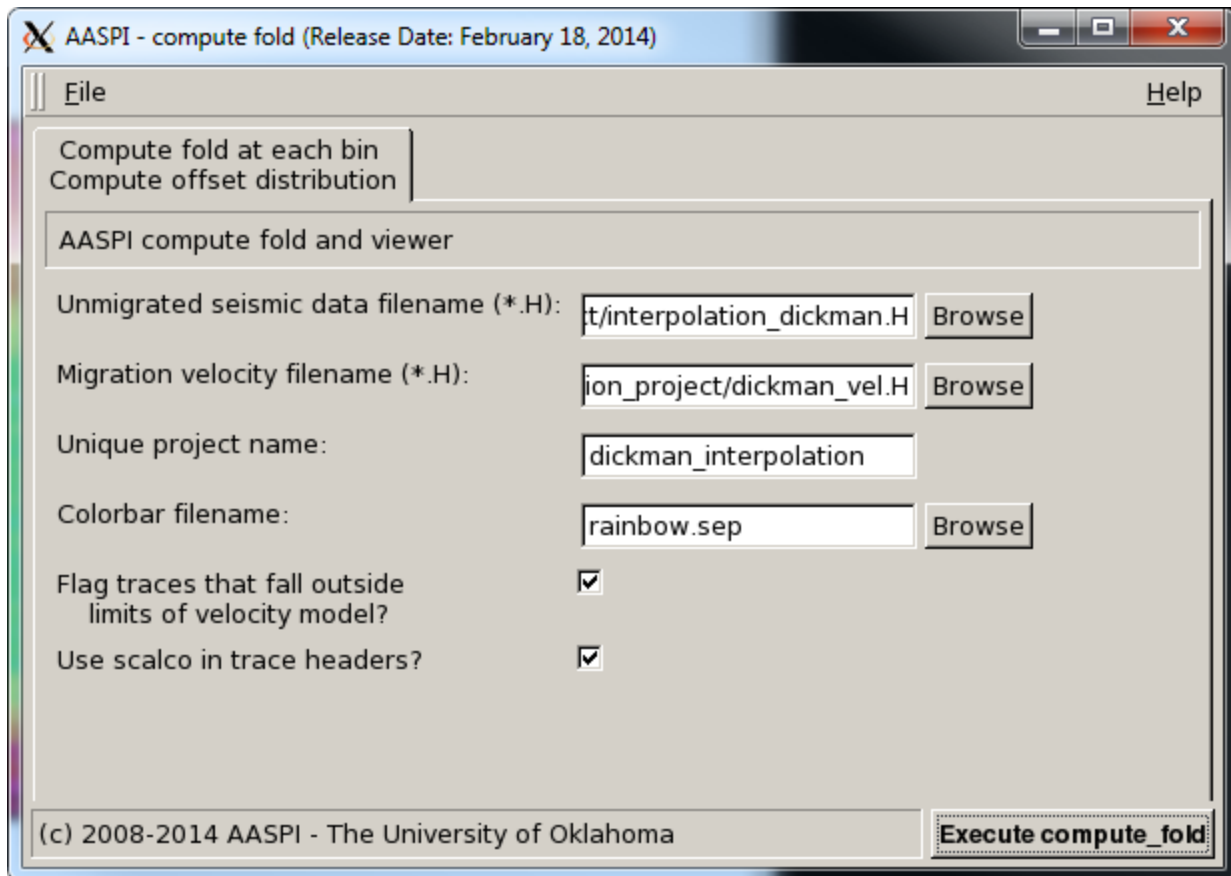 AASPI - compute fold (Release Date: February 18, 2014)
File
Help
Compute fold at each bin
Compute offset distribution
AASPI compute fold and viewer
Unmigrated seismic data filename (*.H):
t/interpolation_dickman.H
Browse
Migration velocity filename (*.H):
ion_project/dickman_vel.H
Browse
Unique project name:
dickman_interpolation
Colorbar filename:
rainbow.sep
Browse
Flag traces that fall outside
limits of velocity model?
Use scalco in trace headers?
(c) 2008-2014 AASPI - The University of Oklahoma
Execute compute_fold